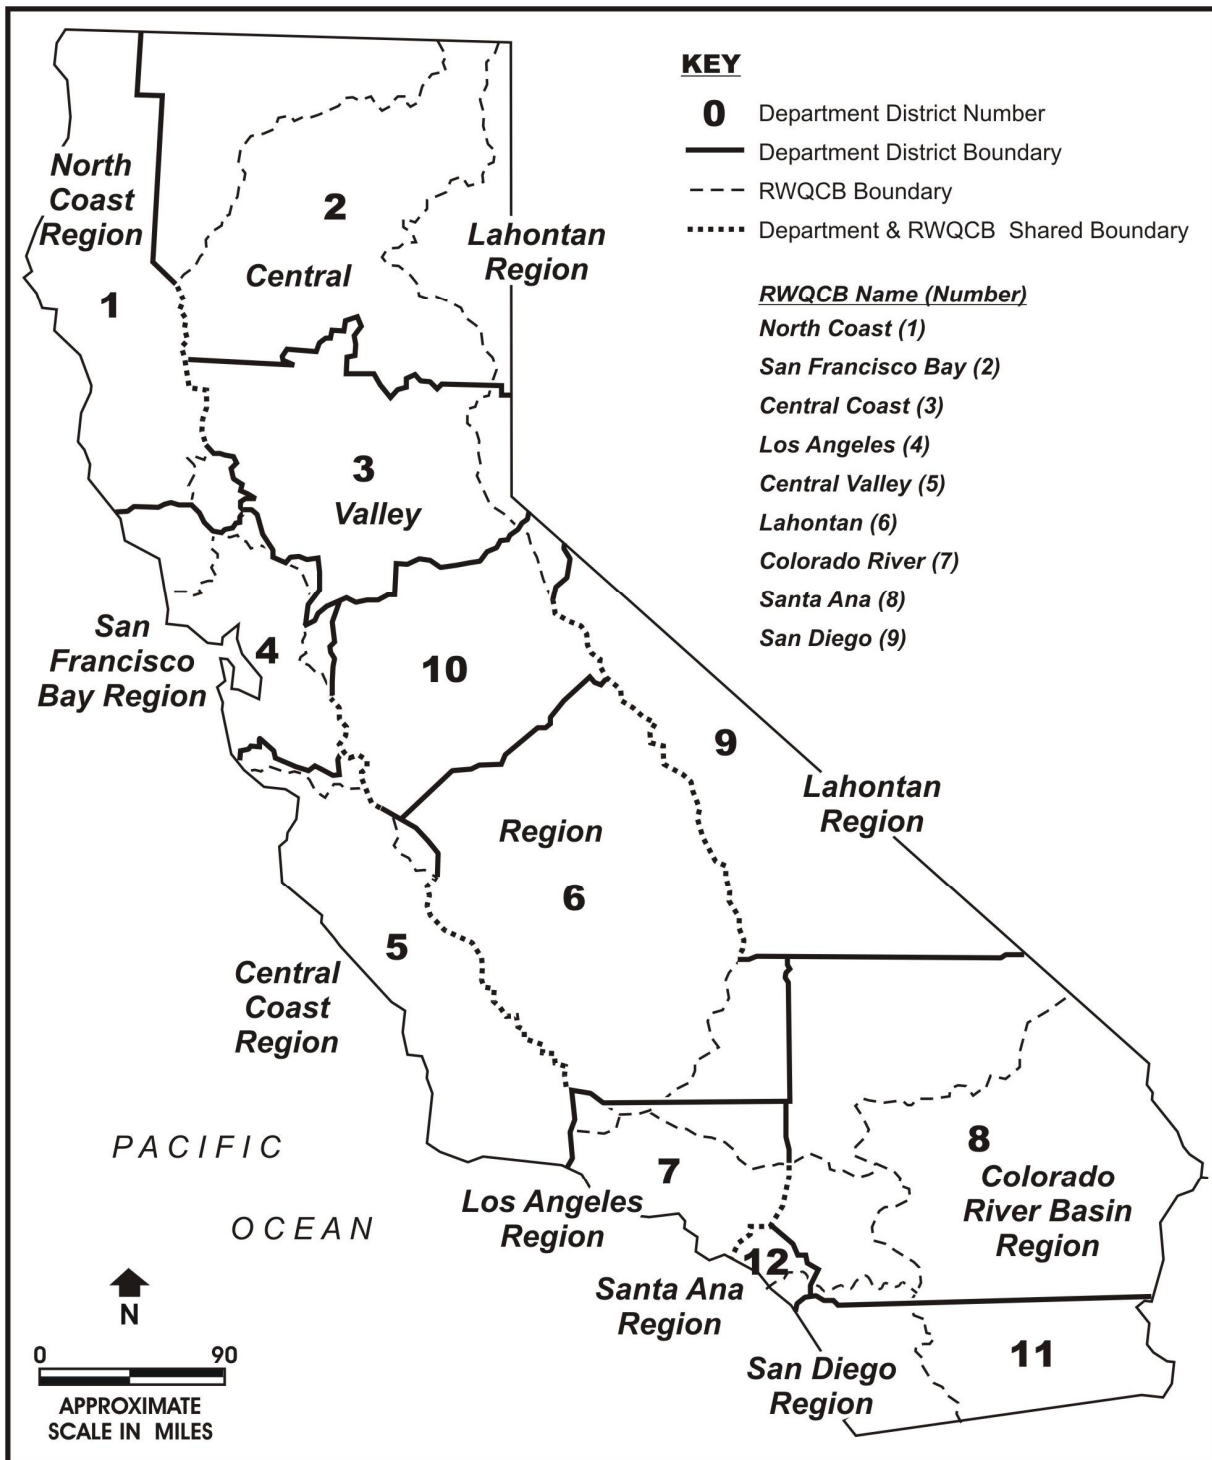 KEY
0 Department District Number
Department District Boundary
RWQCB Boundary
Department & RWQCB Shared Boundary
RWQCB Name (Number)
North Coast (1)
San Francisco Bay (2)
Central Coast (3)
Los Angeles (4)
Central Valley (5)
Lahontan (6)
Colorado River (7)
Santa Ana (8)
San Diego (9)
North
Coast
Region
1
2
Central
Lahontan
Region
3
Valley
San
Francisco
Bay Region
4
10
9
Lahontan
Region
Region
6
5
Central
Coast
Region
8
Colorado
River Basin
Region
7
Los Angeles
Region
12
Santa Ana
Region
11
San Diego
Region
PACIFIC
OCEAN
N
0 90
APPROXIMATE
SCALE IN MILES